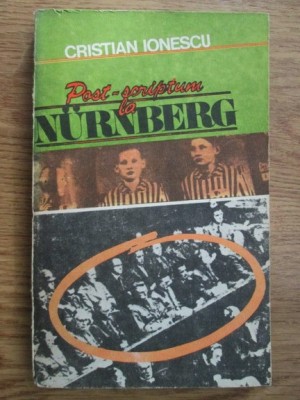 CRISTIAN IONESCU
Post-scriptum
la
NÜRNBERG